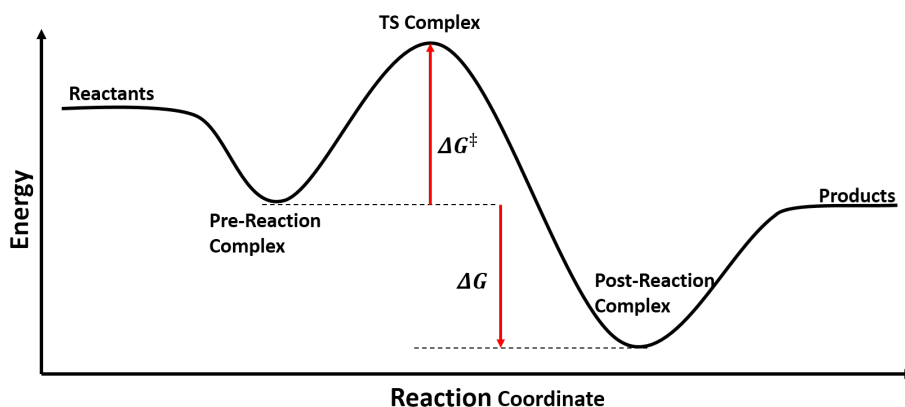 TS Complex
Reactants
ΔG‡
Energy
Products
Pre-Reaction
Complex
ΔG
Post-Reaction
Complex
Reaction Coordinate